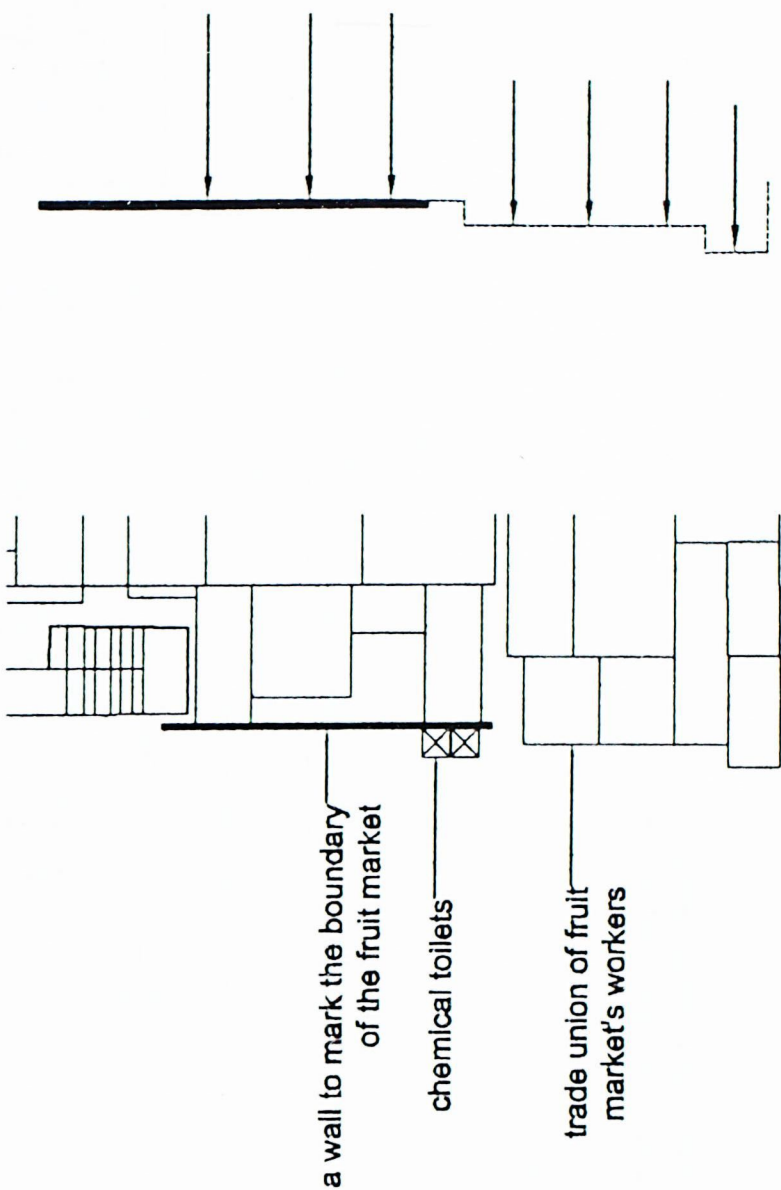 a wall to mark the boundary
of the fruit market
chemical toilets
trade union of fruit
market's workers